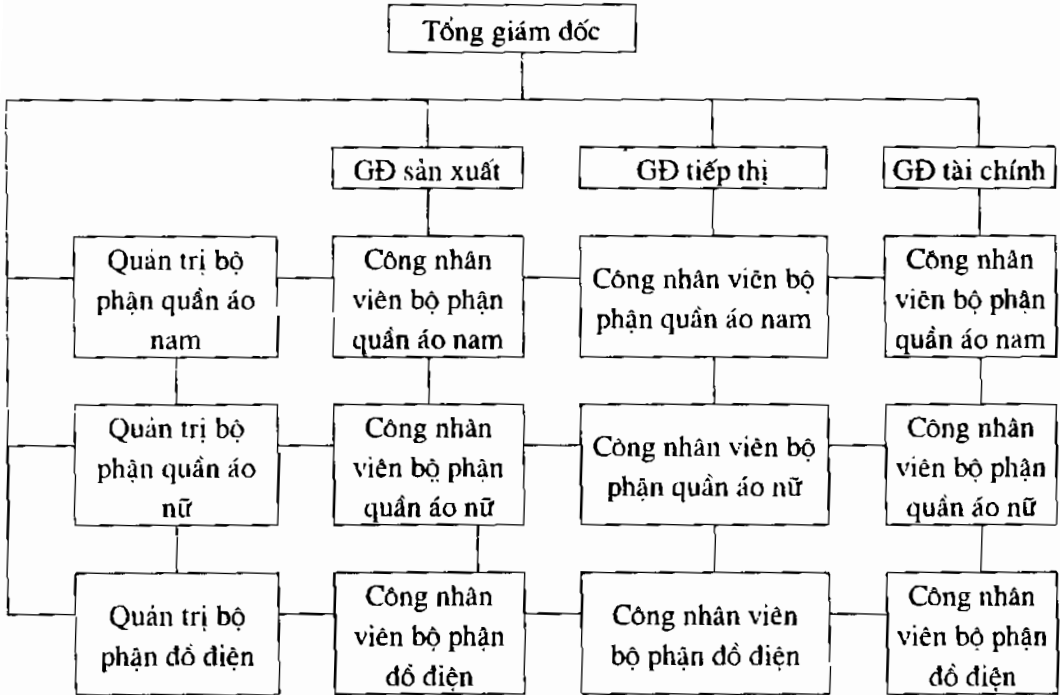 Tổng giám đốc
GĐ sản xuất
GĐ tiếp thị
GĐ tài chính
Quản trị bộ
phận quần áo
nam
Công nhân
viên bộ phận
quần áo nam
Công nhân viên bộ
phận quần áo nam
Công nhân
viên bộ phận
quần áo nam
Quản trị bộ
phận quần áo
nữ
Công nhân
viên bộ phận
quần áo nữ
Công nhân viên bộ
phận quần áo nữ
Công nhân
viên bộ phận
quần áo nữ
Quản trị bộ
phận đồ điện
Công nhân
viên bộ phận
đồ điện
Công nhân viên
bộ phận đồ điện
Công nhân
viên bộ phận
đồ điện